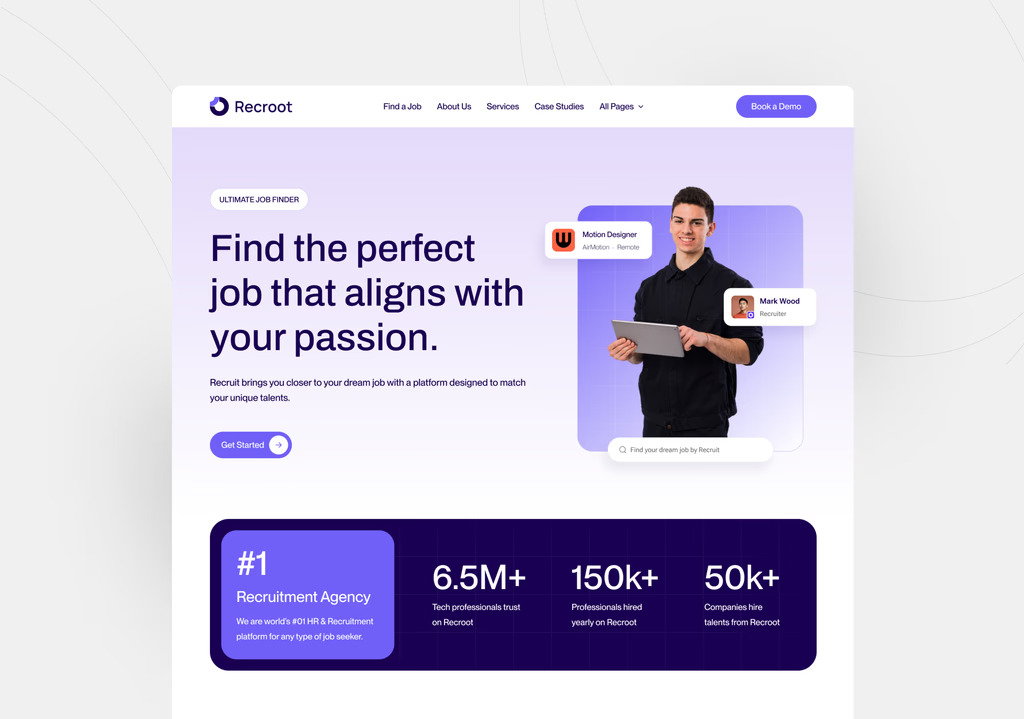 Recroot
Find a Job
About Us
Services
Case Studies
All Pages
Book a Demo
ULTIMATE JOB FINDER
Find the perfect
job that aligns with
your passion.
Recruit brings you closer to your dream job with a platform designed to match
your unique talents.
Get Started
Motion Designer
AirMotion · Remote
Mark Wood
Recruiter
Find your dream job by Recruit
#1
Recruitment Agency
We are world's #01 HR & Recruitment
platform for any type of job seeker.
6.5M+
Tech professionals trust
on Recroot
150k+
Professionals hired
yearly on Recroot
50k+
Companies hire
talents from Recroot